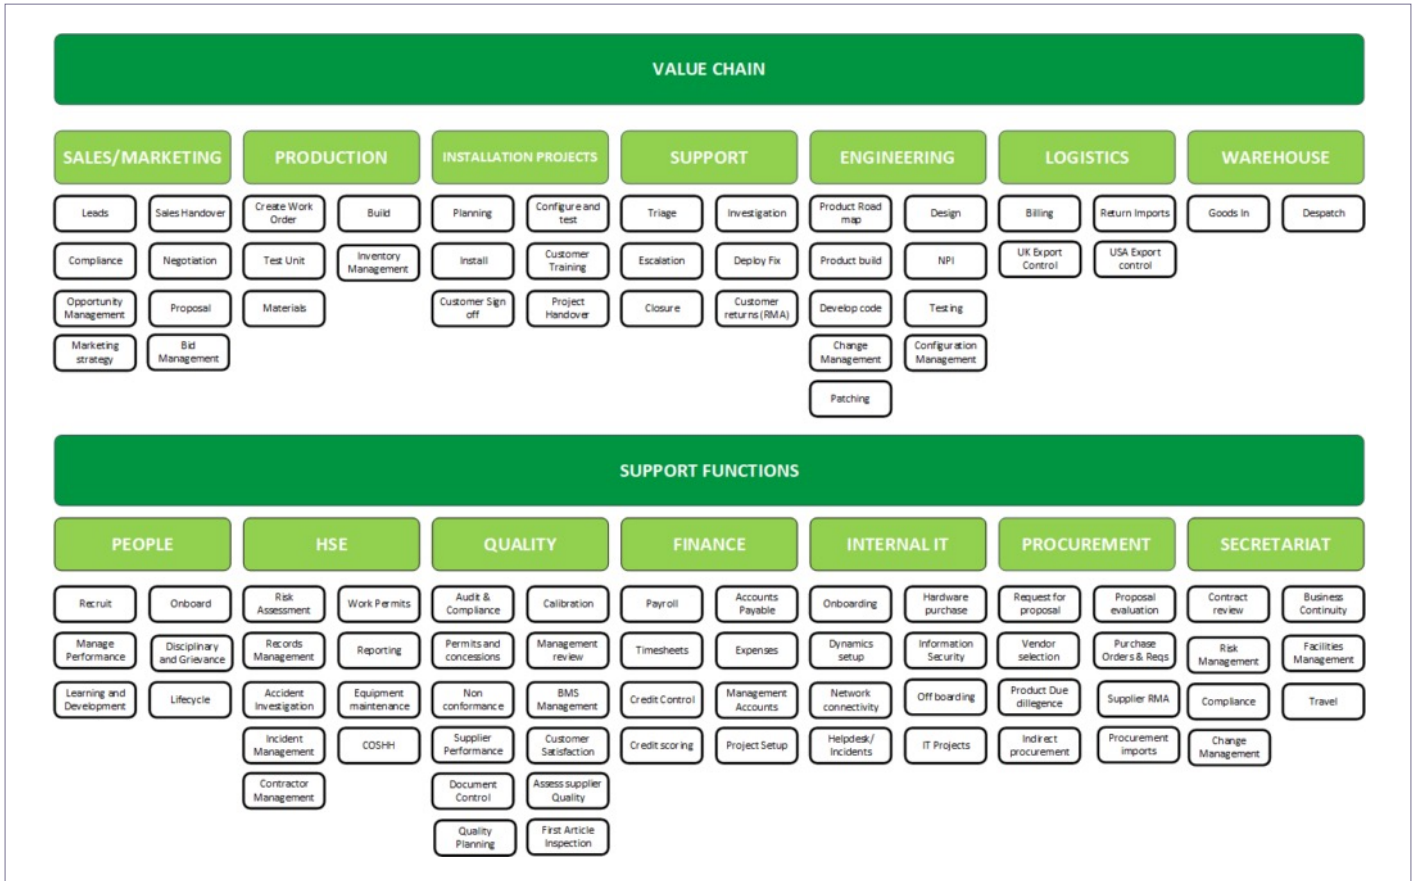 VALUE CHAIN
SALES/MARKETING
PRODUCTION
INSTALLATION PROJECTS
SUPPORT
ENGINEERING
LOGISTICS
WAREHOUSE
Leads
Sales Handover
Compliance
Negotiation
Opportunity
Management
Proposal
Marketing
strategy
Bid
Management
Create Work
Order
Build
Test Unit
Inventory
Management
Materials
Planning
Configure and
test
Install
Customer
Training
Customer Sign
off
Project
Handover
Triage
Investigation
Escalation
Deploy Fix
Closure
Customer
returns (RMA)
Product Road
map
Design
Product build
NPI
Develop code
Testing
Change
Management
Configuration
Management
Patching
Billing
Return Imports
UK Export
Control
USA Export
control
Goods In
Despatch
SUPPORT FUNCTIONS
PEOPLE
HSE
QUALITY
FINANCE
INTERNAL IT
PROCUREMENT
SECRETARIAT
Recruit
Onboard
Manage
Performance
Disciplinary
and Grievance
Learning and
Development
Lifecycle
Risk
Assessment
Work Permits
Records
Management
Reporting
Accident
Investigation
Equipment
maintenance
Incident
Management
COSHH
Contractor
Management
Audit &
Compliance
Calibration
Permits and
concessions
Management
review
Non
conformance
BMS
Management
Supplier
Performance
Customer
Satisfaction
Document
Control
Assess supplier
Quality
Quality
Planning
First Article
Inspection
Payroll
Accounts
Payable
Timesheets
Expenses
Credit Control
Management
Accounts
Credit scoring
Project Setup
Onboarding
Hardware
purchase
Dynamics
setup
Information
Security
Network
connectivity
Off boarding
Helpdesk/
Incidents
IT Projects
Request for
proposal
Proposal
evaluation
Vendor
selection
Purchase
Orders & Reqs
Product Due
dillegence
Supplier RMA
Indirect
procurement
Procurement
imports
Contract
review
Business
Continuity
Risk
Management
Facilities
Management
Compliance
Travel
Change
Management